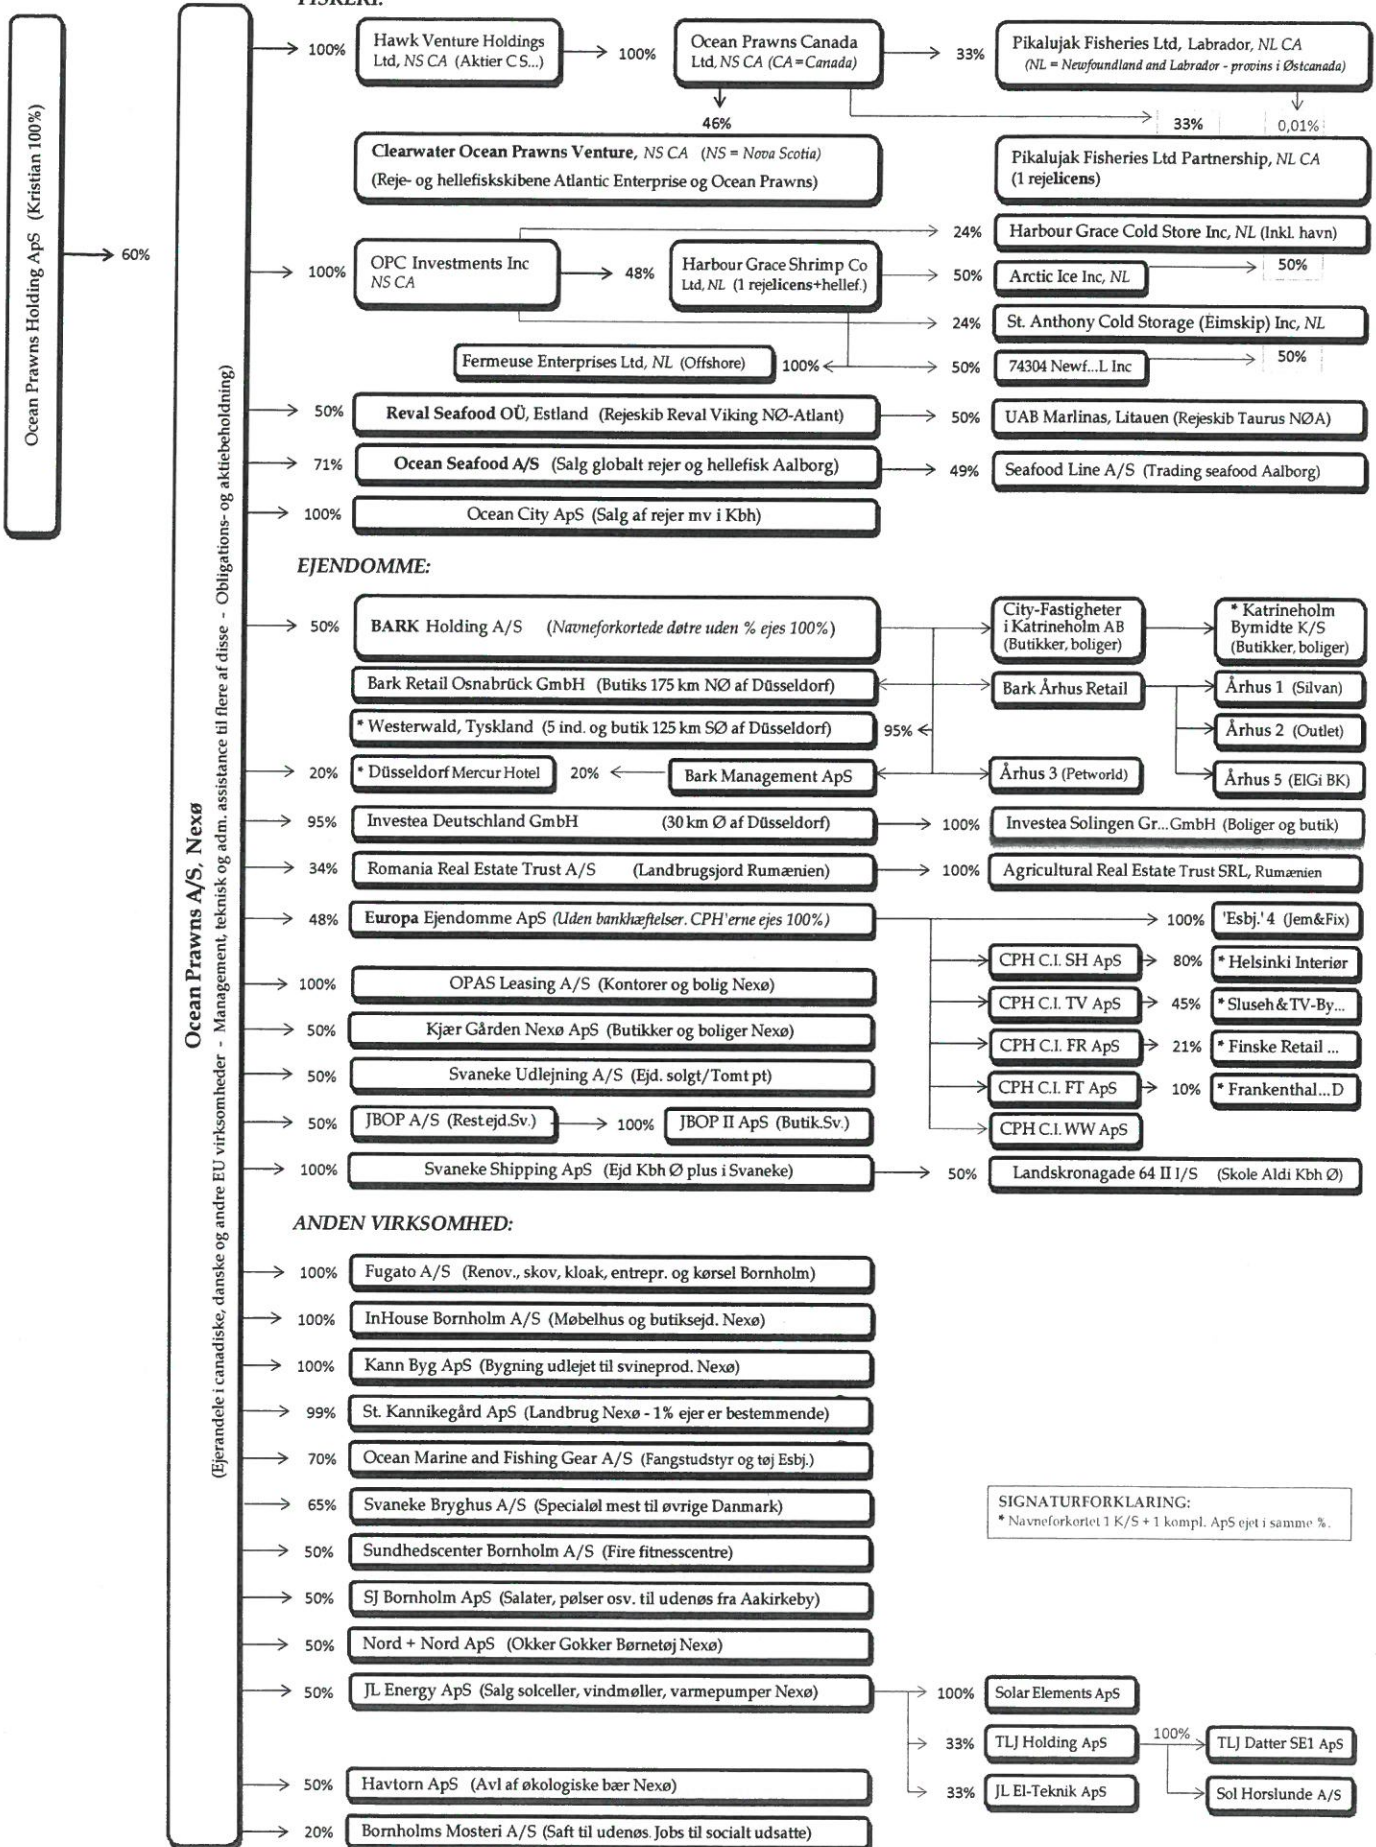 FISKERI:
Ocean Prawns Holding ApS (Kristian 100%)
60%
Ocean Prawns A/S, Nexø
(Ejerandele i canadiske, danske og andre EU virksomheder - Management, teknisk og adm. assistance til flere af disse - Obligations- og aktiebeholdning)
100%
Hawk Venture Holdings
Ltd, NS CA (Aktier C S...)
100%
Ocean Prawns Canada
Ltd, NS CA (CA = Canada)
33%
Pikalujak Fisheries Ltd, Labrador, NL CA
(NL = Newfoundland and Labrador - provins i Østcanada)
46%
33%
0,01%
Clearwater Ocean Prawns Venture, NS CA (NS = Nova Scotia)
(Reje- og hellefiskskibene Atlantic Enterprise og Ocean Prawns)
Pikalujak Fisheries Ltd Partnership, NL CA
(1 rejelicens)
24%
Harbour Grace Cold Store Inc, NL (Inkl. havn)
100%
OPC Investments Inc
NS CA
48%
Harbour Grace Shrimp Co
Ltd, NL (1 rejelicens+hellef.)
50%
Arctic Ice Inc, NL
50%
24%
St. Anthony Cold Storage (Eimskip) Inc, NL
Fermeuse Enterprises Ltd, NL (Offshore)
100%
50%
74304 Newf...L Inc
50%
50%
Reval Seafood OÜ, Estland (Rejeskib Reval Viking NØ-Atlant)
50%
UAB Marlinas, Litauen (Rejeskib Taurus NØA)
71%
Ocean Seafood A/S (Salg globalt rejer og hellefisk Aalborg)
49%
Seafood Line A/S (Trading seafood Aalborg)
100%
Ocean City ApS (Salg af rejer mv i Kbh)
EJENDOMME:
50%
BARK Holding A/S (Navneforkortede døtre uden % ejes 100%)
City-Fastigheter
i Katrineholm AB
(Butikker, boliger)
* Katrineholm
Bymidte K/S
(Butikker, boliger)
Bark Retail Osnabrück GmbH (Butiks 175 km NØ af Düsseldorf)
Bark Århus Retail
Århus 1 (Silvan)
* Westerwald, Tyskland (5 ind. og butik 125 km SØ af Düsseldorf)
95%
Århus 2 (Outlet)
20%
* Düsseldorf Mercur Hotel
20%
Bark Management ApS
Århus 3 (Petworld)
Århus 5 (ElGi BK)
95%
Investea Deutschland GmbH (30 km Ø af Düsseldorf)
100%
Investea Solingen Gr...GmbH (Boliger og butik)
34%
Romania Real Estate Trust A/S (Landbrugsjord Rumænien)
100%
Agricultural Real Estate Trust SRL, Rumænien
48%
Europa Ejendomme ApS (Uden bankhæftelser. CPH'erne ejes 100%)
100%
'Esbj.' 4 (Jem&Fix)
CPH C.I. SH ApS
80%
* Helsinki Interiør
100%
OPAS Leasing A/S (Kontorer og bolig Nexø)
CPH C.I. TV ApS
45%
* Sluseh&TV-By...
50%
Kjær Gården Nexø ApS (Butikker og boliger Nexø)
CPH C.I. FR ApS
21%
* Finske Retail ...
50%
Svaneke Udlejning A/S (Ejd. solgt/Tomt pt)
CPH C.I. FT ApS
10%
* Frankenthal...D
50%
JBOP A/S (Restejd.Sv.)
100%
JBOP II ApS (Butik.Sv.)
CPH C.I. WW ApS
100%
Svaneke Shipping ApS (Ejd Kbh Ø plus i Svaneke)
50%
Landskronagade 64 II I/S (Skole Aldi Kbh Ø)
ANDEN VIRKSOMHED:
100%
Fugato A/S (Renov., skov, kloak, entrepr. og kørsel Bornholm)
100%
InHouse Bornholm A/S (Møbelhus og butiksejd. Nexø)
100%
Kann Byg ApS (Bygning udlejet til svineprod. Nexø)
99%
St. Kannikegård ApS (Landbrug Nexø - 1% ejer er bestemmende)
70%
Ocean Marine and Fishing Gear A/S (Fangstudstyr og tøj Esbj.)
65%
Svaneke Bryghus A/S (Specialøl mest til øvrige Danmark)
SIGNATURFORKLARING:
* Navneforkortet 1 K/S + 1 kompl. ApS ejet i samme %.
50%
Sundhedscenter Bornholm A/S (Fire fitnesscentre)
50%
SJ Bornholm ApS (Salater, pølser osv. til udenøs fra Aakirkeby)
50%
Nord + Nord ApS (Okker Gokker Børnetøj Nexø)
50%
JL Energy ApS (Salg solceller, vindmøller, varmepumper Nexø)
100%
Solar Elements ApS
33%
TLJ Holding ApS
100%
TLJ Datter SE1 ApS
50%
Havtorn ApS (Avl af økologiske bær Nexø)
33%
JL El-Teknik ApS
Sol Horslunde A/S
20%
Bornholms Mosteri A/S (Saft til udenøs. Jobs til socialt udsatte)